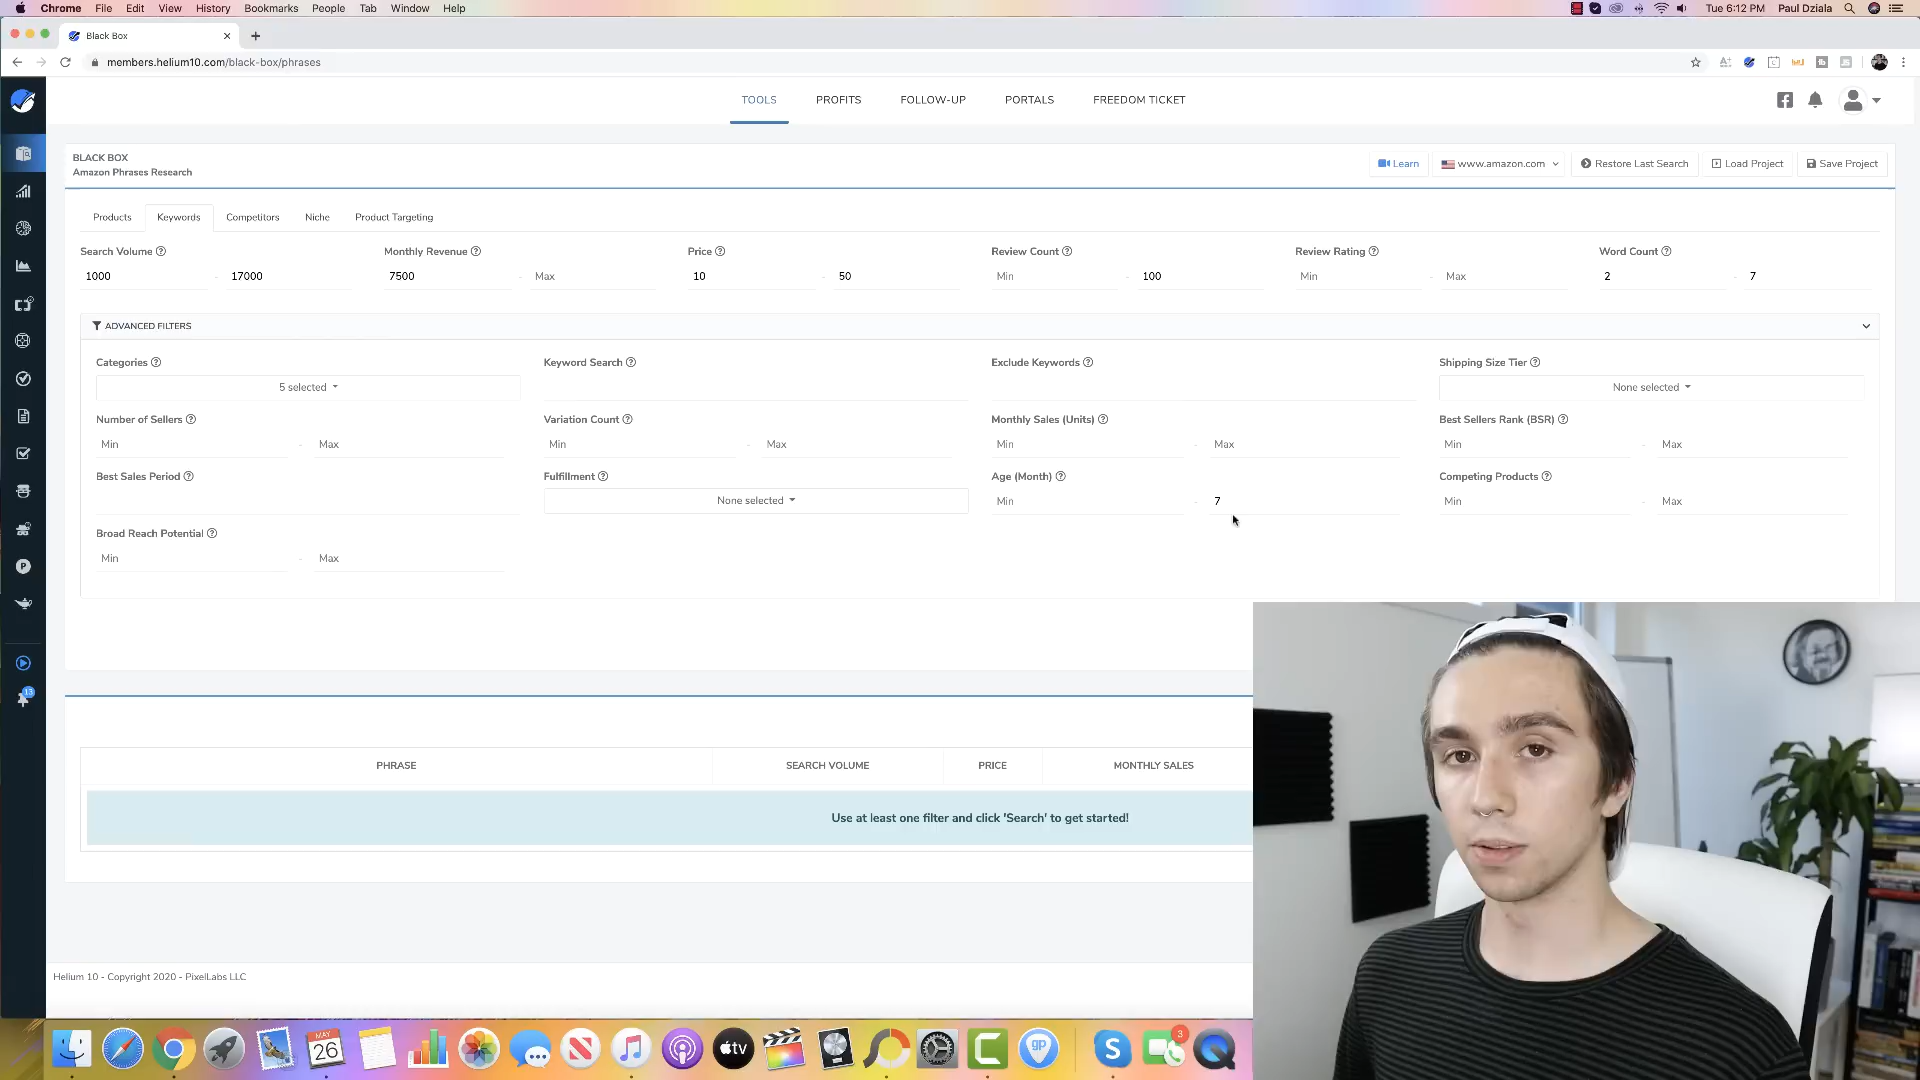 Chrome File Edit View History Bookmarks People Tab Window Help Tue 6:12 PM Paul Dziala
Black Box
members.helium10.com/black-box/phrases
TOOLS PROFITS FOLLOW-UP PORTALS FREEDOM TICKET
BLACK BOX
Amazon Phrases Research
Learn www.amazon.com Restore Last Search Load Project Save Project
Products Keywords Competitors Niche Product Targeting
Search Volume Monthly Revenue Price Review Count Review Rating Word Count
1000 - 17000 7500 - Max 10 - 50 Min - 100 Min - Max 2 - 7
ADVANCED FILTERS
Categories Keyword Search Exclude Keywords Shipping Size Tier
5 selected None selected
Number of Sellers Variation Count Monthly Sales (Units) Best Sellers Rank (BSR)
Min - Max Min - Max Min - Max Min - Max
Best Sales Period Fulfillment Age (Month) Competing Products
None selected Min - 7 Min - Max
Broad Reach Potential
Min - Max
13
PHRASE SEARCH VOLUME PRICE MONTHLY SALES
Use at least one filter and click 'Search' to get started!
Helium 10 - Copyright 2020 - PixelLabs LLC
MAY
26
tv
gp
S
3